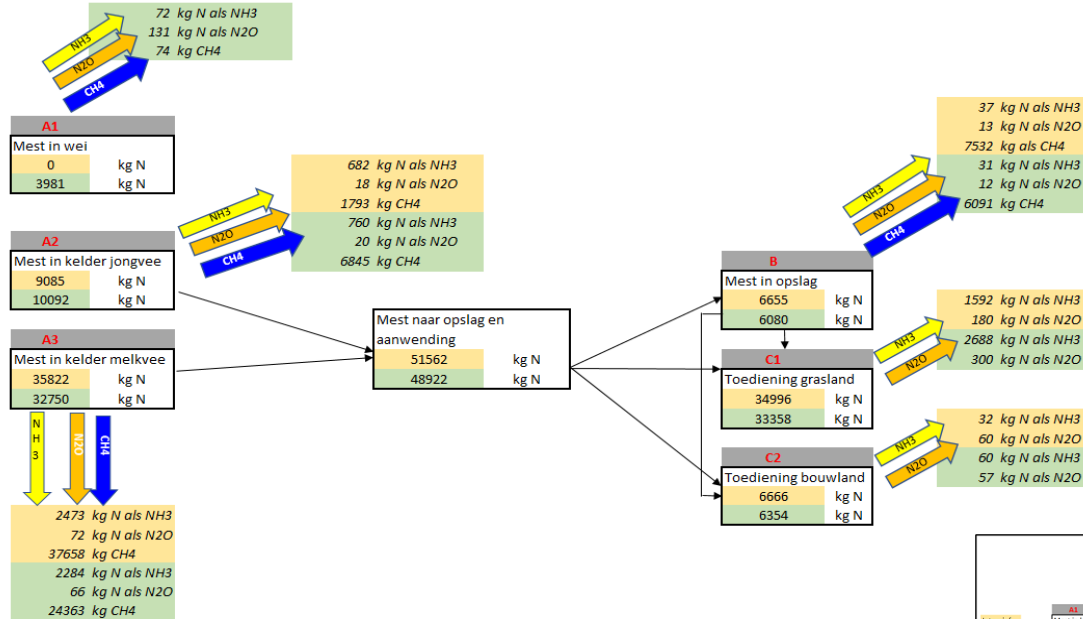 72 kg N als NH3
131 kg N als N2O
74 kg CH4
NH3
N2O
CH4
A1
Mest in wei
0 kg N
3981 kg N
682 kg N als NH3
18 kg N als N2O
1793 kg CH4
760 kg N als NH3
20 kg N als N2O
6845 kg CH4
NH3
N2O
CH4
A2
Mest in kelder jongvee
9085 kg N
10092 kg N
A3
Mest in kelder melkvee
35822 kg N
32750 kg N
NH3
N2O
CH4
2473 kg N als NH3
72 kg N als N2O
37658 kg CH4
2284 kg N als NH3
66 kg N als N2O
24363 kg CH4
Mest naar opslag en
aanwending
51562 kg N
48922 kg N
37 kg N als NH3
13 kg N als N2O
7532 kg als CH4
31 kg N als NH3
12 kg N als N2O
6091 kg CH4
NH3
N2O
CH4
B
Mest in opslag
6655 kg N
6080 kg N
1592 kg N als NH3
180 kg N als N2O
2688 kg N als NH3
300 kg N als N2O
NH3
N2O
C1
Toediening grasland
34996 kg N
33358 Kg N
32 kg N als NH3
60 kg N als N2O
60 kg N als NH3
57 kg N als N2O
NH3
N2O
C2
Toediening bouwland
6666 kg N
6354 kg N
A1